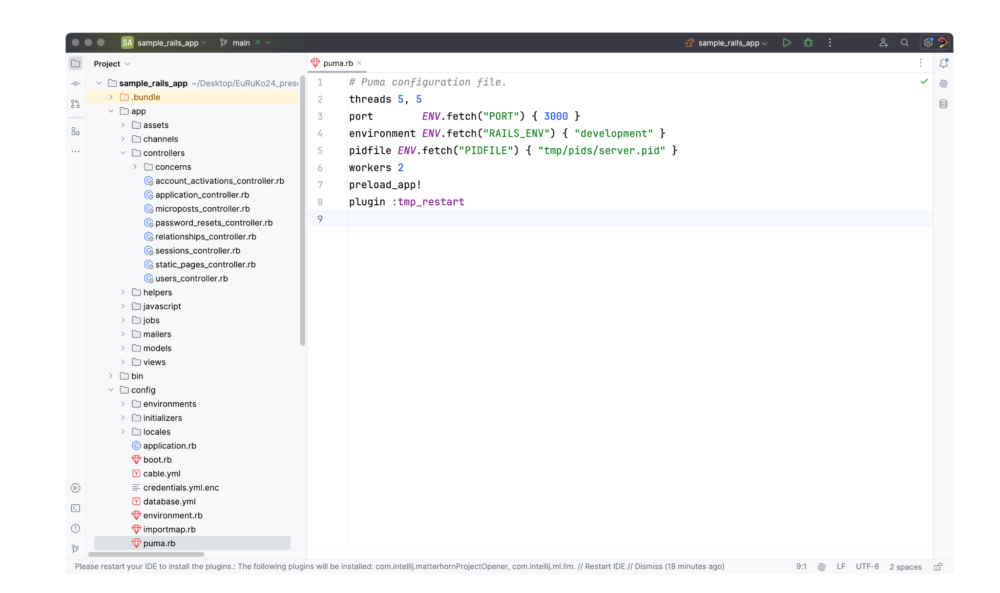 SA sample_rails_app main sample_rails_app
Project
sample_rails_app ~/Desktop/EuRuKo24_prese
.bundle
app
assets
channels
controllers
concerns
account_activations_controller.rb
application_controller.rb
microposts_controller.rb
password_resets_controller.rb
relationships_controller.rb
sessions_controller.rb
static_pages_controller.rb
users_controller.rb
helpers
javascript
jobs
mailers
models
views
bin
config
environments
initializers
locales
application.rb
boot.rb
cable.yml
credentials.yml.enc
database.yml
environment.rb
importmap.rb
puma.rb
puma.rb
1 # Puma configuration file.
2 threads 5, 5
3 port        ENV.fetch("PORT") { 3000 }
4 environment ENV.fetch("RAILS_ENV") { "development" }
5 pidfile ENV.fetch("PIDFILE") { "tmp/pids/server.pid" }
6 workers 2
7 preload_app!
8 plugin :tmp_restart
9
Please restart your IDE to install the plugins.: The following plugins will be installed: com.intellij.matterhornProjectOpener, com.intellij.ml.llm. // Restart IDE // Dismiss (18 minutes ago) 9:1 LF UTF-8 2 spaces